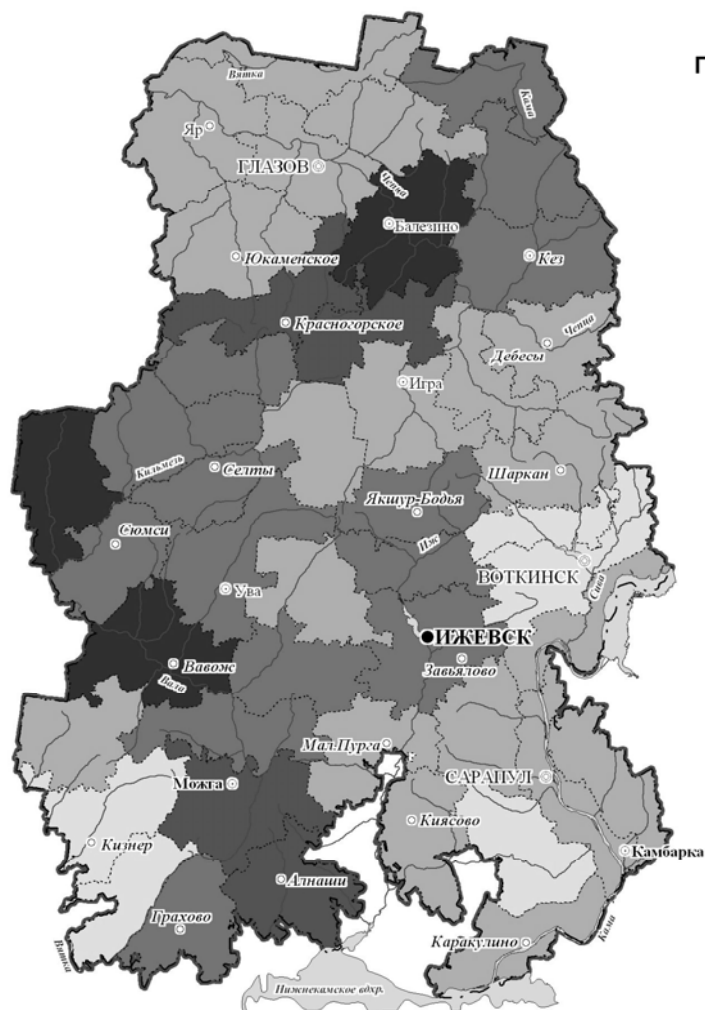 П
Вятка
Кама
Яр
ГЛАЗОВ
Чепца
Балезино
Юкаменское
Кез
Красногорское
Чепца
Дебесы
Игра
Кильмезь
Селты
Шаркан
Якшур-Бодья
Сюмси
Иж
ВОТКИНСК
Сива
Ува
ИЖЕВСК
Завьялово
Вавож
Вала
Мал.Пурга
Можга
САРАПУЛ
Киясово
Кизнер
Камбарка
Алнаши
Грахово
Каракулино
Кама
Вятка
Нижнекамское вдхр.